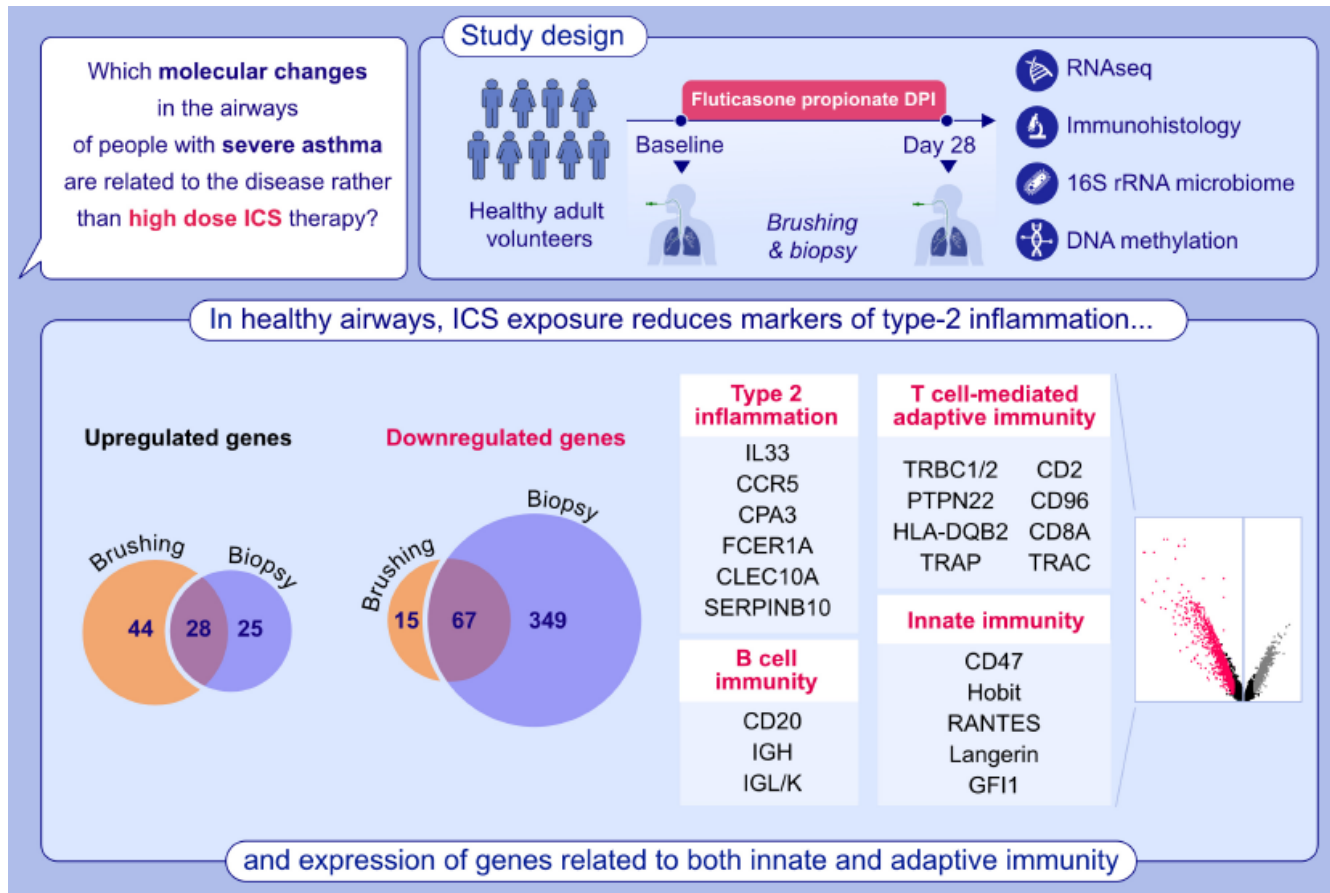 Which molecular changes
in the airways
of people with severe asthma
are related to the disease rather
than high dose ICS therapy?
Study design
Healthy adult
volunteers
Fluticasone propionate DPI
Baseline
Day 28
Brushing
& biopsy
RNAseq
Immunohistology
16S rRNA microbiome
DNA methylation
In healthy airways, ICS exposure reduces markers of type-2 inflammation...
Upregulated genes
Brushing
Biopsy
44
28
25
Downregulated genes
Brushing
Biopsy
15
67
349
Type 2
inflammation
IL33
CCR5
CPA3
FCER1A
CLEC10A
SERPINB10
B cell
immunity
CD20
IGH
IGL/K
T cell-mediated
adaptive immunity
TRBC1/2 CD2
PTPN22 CD96
HLA-DQB2 CD8A
TRAP TRAC
Innate immunity
CD47
Hobit
RANTES
Langerin
GFI1
and expression of genes related to both innate and adaptive immunity